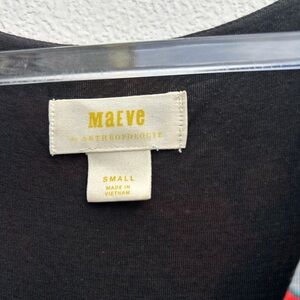 MaEve
BY ANTHROPOLOGIE
SMALL
MADE IN
VIETNAM